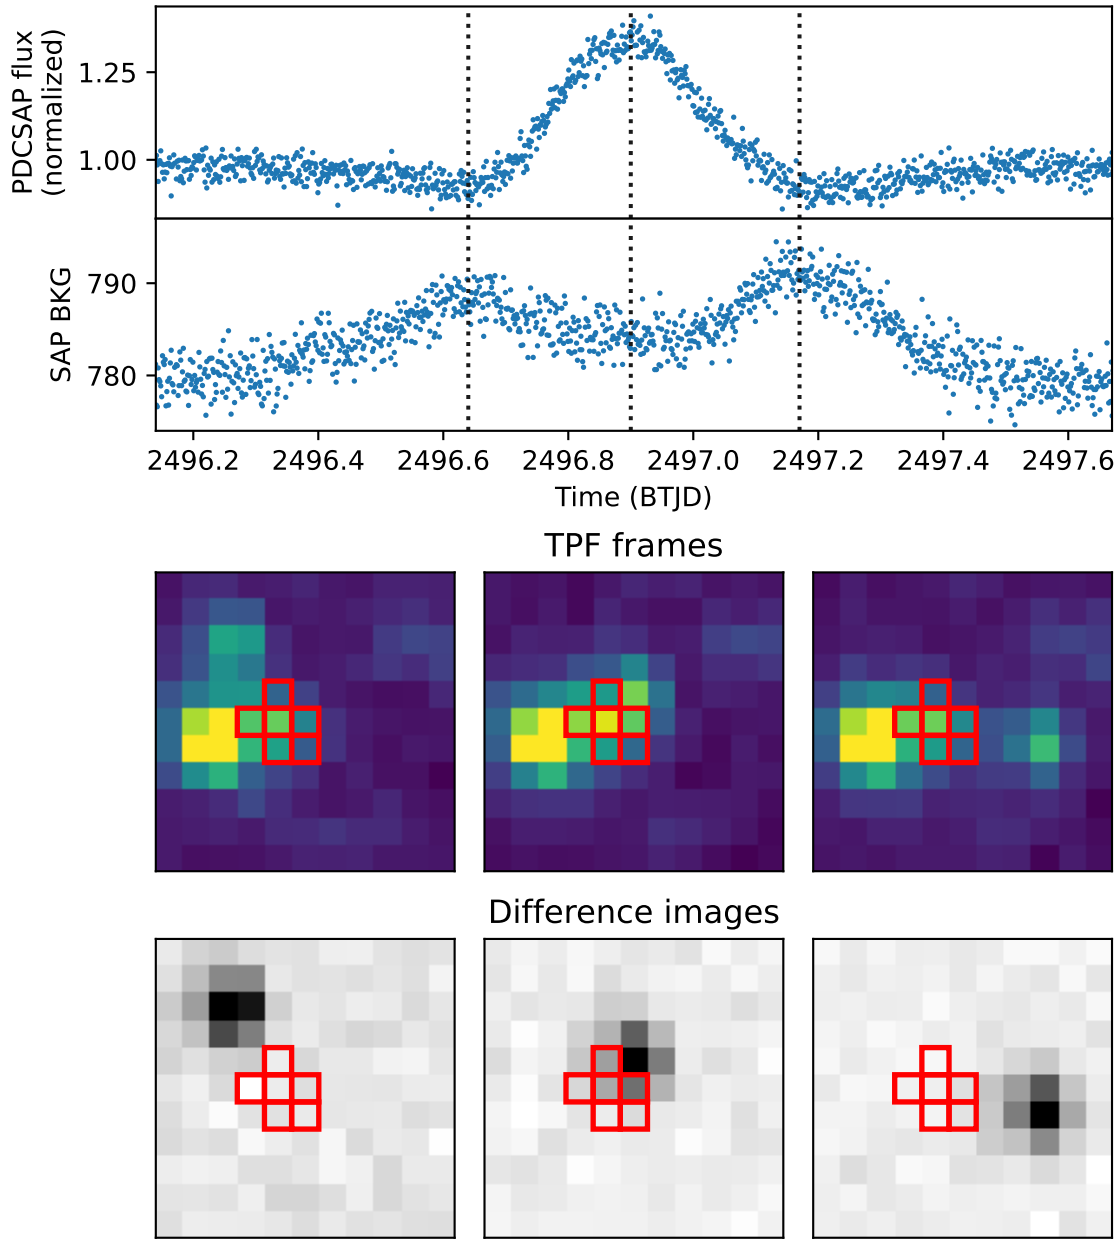 PDCSAP flux
(normalized)
1.25
1.00
SAP BKG
790
780
2496.2 2496.4 2496.6 2496.8 2497.0 2497.2 2497.4 2497.6
Time (BTJD)
TPF frames
Difference images